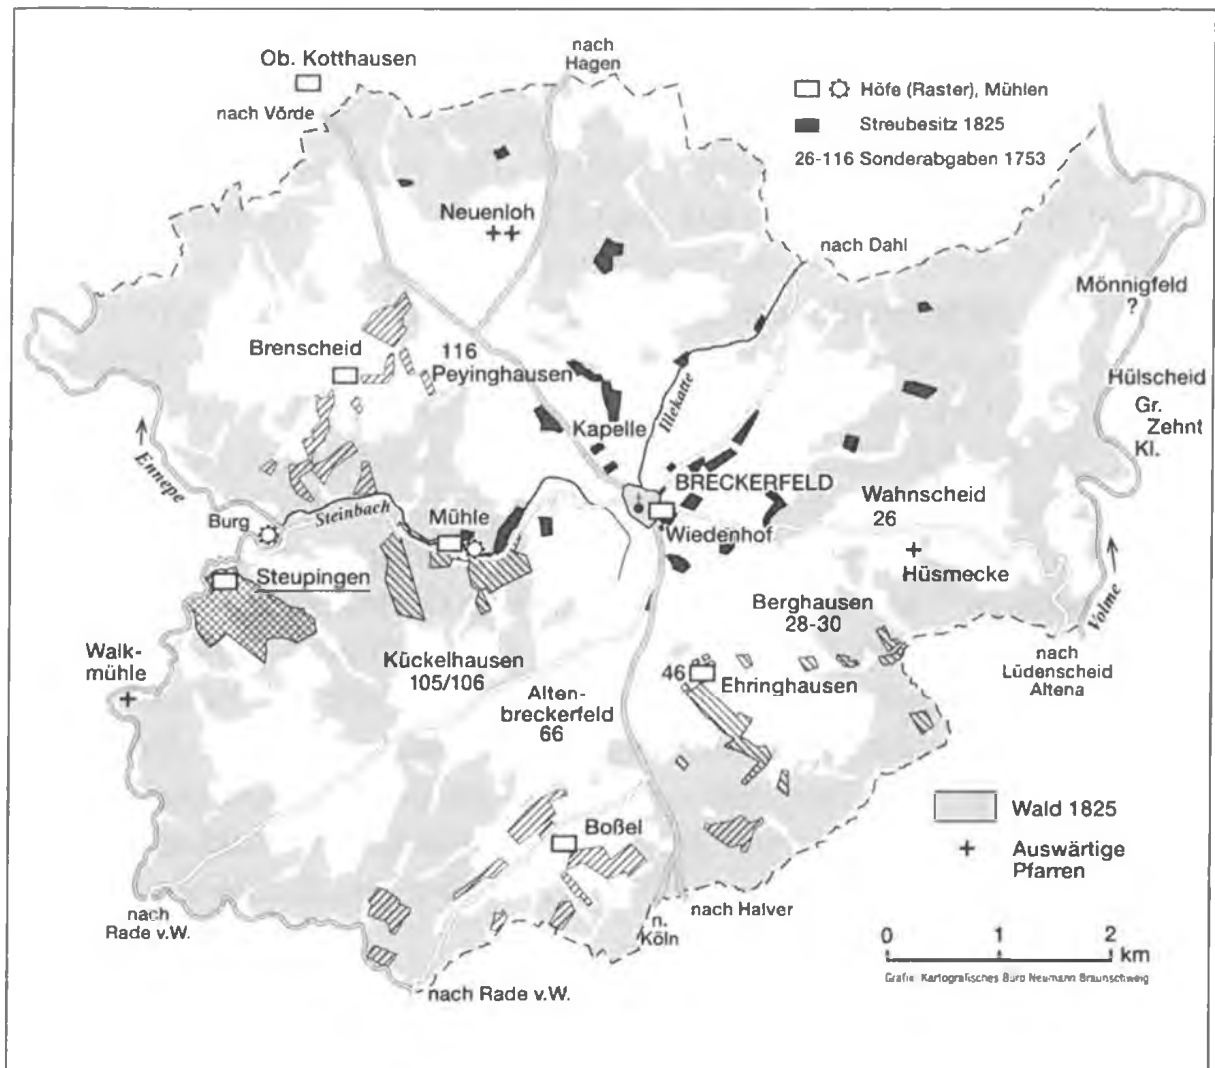 Ob. Kotthausen
nach
Hagen
nach Vörde
Höfe (Raster), Mühlen
Streubesitz 1825
26-116 Sonderabgaben 1753
Neuenloh
nach Dahl
Mönnigfeld
?
Brenscheid
116
Peyinghausen
Illekatte
Hülscheid
Gr.
Zehnt
Kl.
Kapelle
Ennepe
BRECKERFELD
Wiedenhof
Wahnscheid
26
Burg
Steinbach
Mühle
Hüsmecke
Steupingen
Berghausen
28-30
Volme
nach
Lüdenscheid
Altena
Walk-
mühle
Kückelhausen
105/106
Alten-
breckerfeld
66
46
Ehringhausen
Boßel
Wald 1825
Auswärtige
Pfarren
nach
Rade v.W.
nach Halver
n.
Köln
nach Rade v.W.
0 1 2
km
Grafik: Kartografisches Büro Neumann Braunschweig